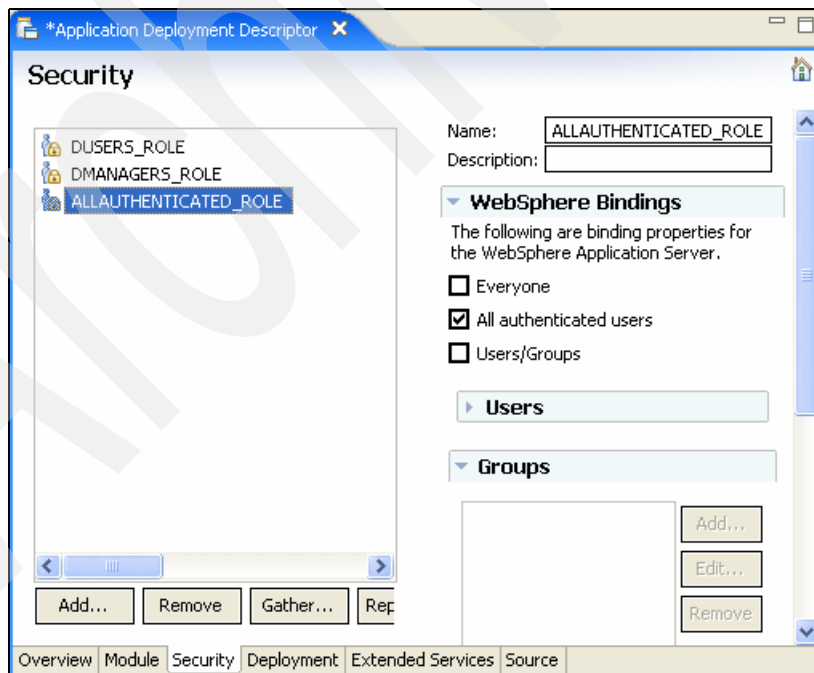 *Application Deployment Descriptor
Security
DUSERS_ROLE
DMANAGERS_ROLE
ALLAUTHENTICATED_ROLE
Add...
Remove
Gather...
Rep
Name:
ALLAUTHENTICATED_ROLE
Description:
WebSphere Bindings
The following are binding properties for
the WebSphere Application Server.
Everyone
All authenticated users
Users/Groups
Users
Groups
Add...
Edit...
Remove
Overview Module Security Deployment Extended Services Source